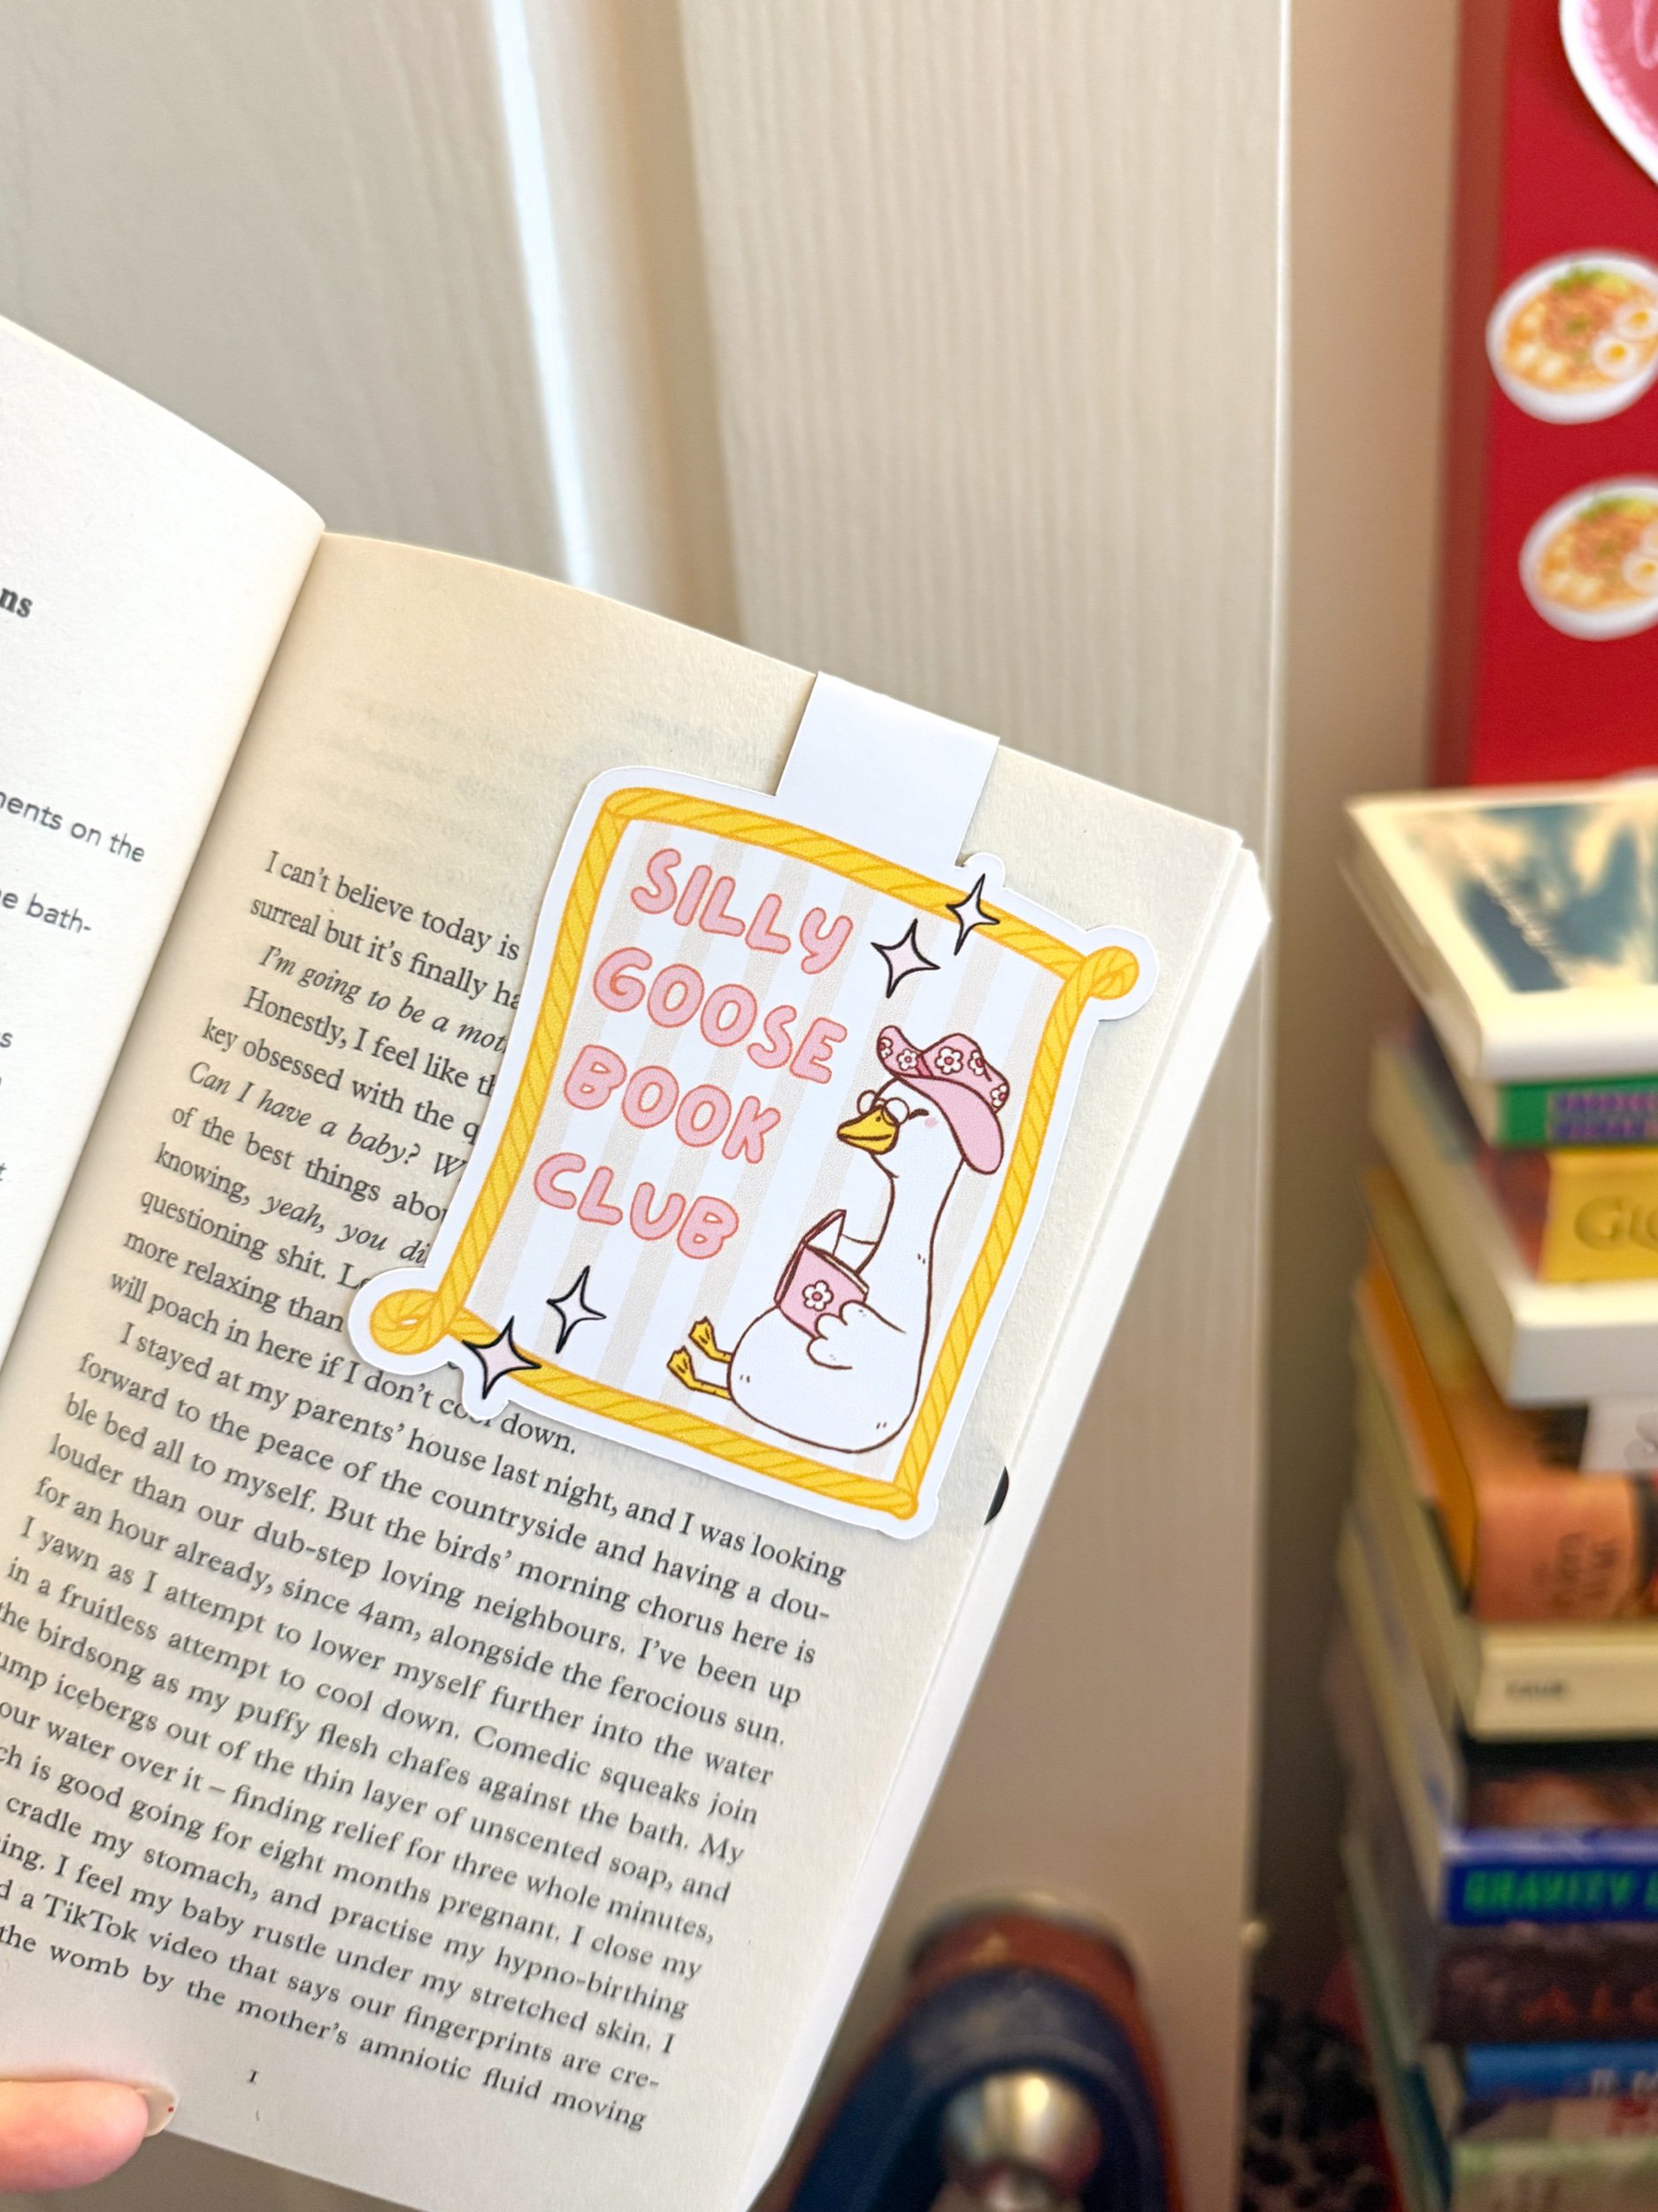 ns
ments on the
e bath-
s
t
I can't believe today is
surreal but it's finally ha
I'm going to be a mot
Honestly, I feel like th
key obsessed with the q
Can I have a baby? W
of the best things abou
knowing, yeah, you di
questioning shit. Le
more relaxing than
will poach in here if I don't cool down.
I stayed at my parents' house last night, and I was looking
forward to the peace of the countryside and having a dou-
ble bed all to myself. But the birds' morning chorus here is
louder than our dub-step loving neighbours. I've been up
for an hour already, since 4am, alongside the ferocious sun.
I yawn as I attempt to lower myself further into the water
in a fruitless attempt to cool down. Comedic squeaks join
the birdsong as my puffy flesh chafes against the bath. My
ump icebergs out of the thin layer of unscented soap, and
our water over it – finding relief for three whole minutes,
ch is good going for eight months pregnant. I close my
cradle my stomach, and practise my hypno-birthing
ing. I feel my baby rustle under my stretched skin. I
d a TikTok video that says our fingerprints are cre-
the womb by the mother's amniotic fluid moving
1
SILLY
GOOSE
BOOK
CLUB
GRAVITY